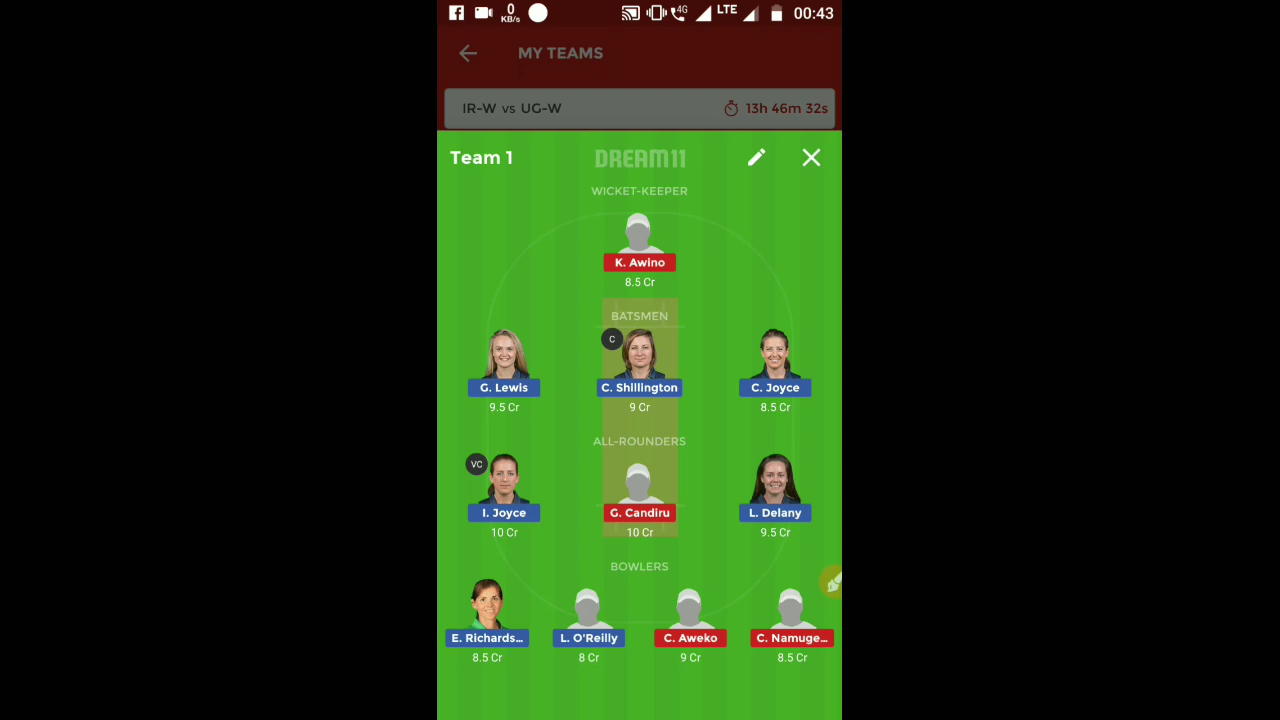 0 KB/s 4G LTE 00:43
MY TEAMS
IR-W vs UG-W 13h 46m 32s
Team 1 DREAM11
WICKET-KEEPER
K. Awino
8.5 Cr
BATSMEN
C
G. Lewis C. Shillington C. Joyce
9.5 Cr 9 Cr 8.5 Cr
ALL-ROUNDERS
VC
I. Joyce G. Candiru L. Delany
10 Cr 10 Cr 9.5 Cr
BOWLERS
E. Richards... L. O'Reilly C. Aweko C. Namuge...
8.5 Cr 8 Cr 9 Cr 8.5 Cr